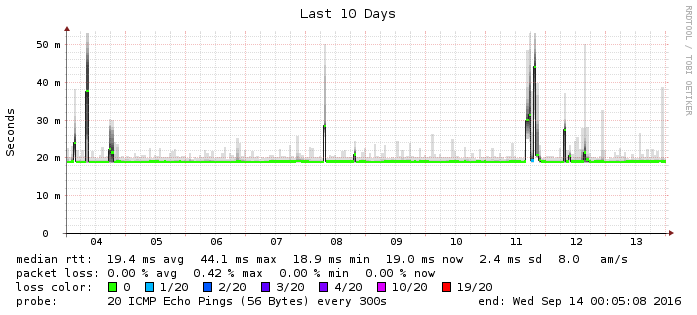 Last 10 Days
RRDTOOL / TOBI OETIKER
Seconds
50 m
40 m
30 m
20 m
10 m
0
04 05 06 07 08 09 10 11 12 13
median rtt: 19.4 ms avg 44.1 ms max 18.9 ms min 19.0 ms now 2.4 ms sd 8.0 am/s
packet loss: 0.00 % avg 0.42 % max 0.00 % min 0.00 % now
loss color: 0 1/20 2/20 3/20 4/20 10/20 19/20
probe: 20 ICMP Echo Pings (56 Bytes) every 300s end: Wed Sep 14 00:05:08 2016